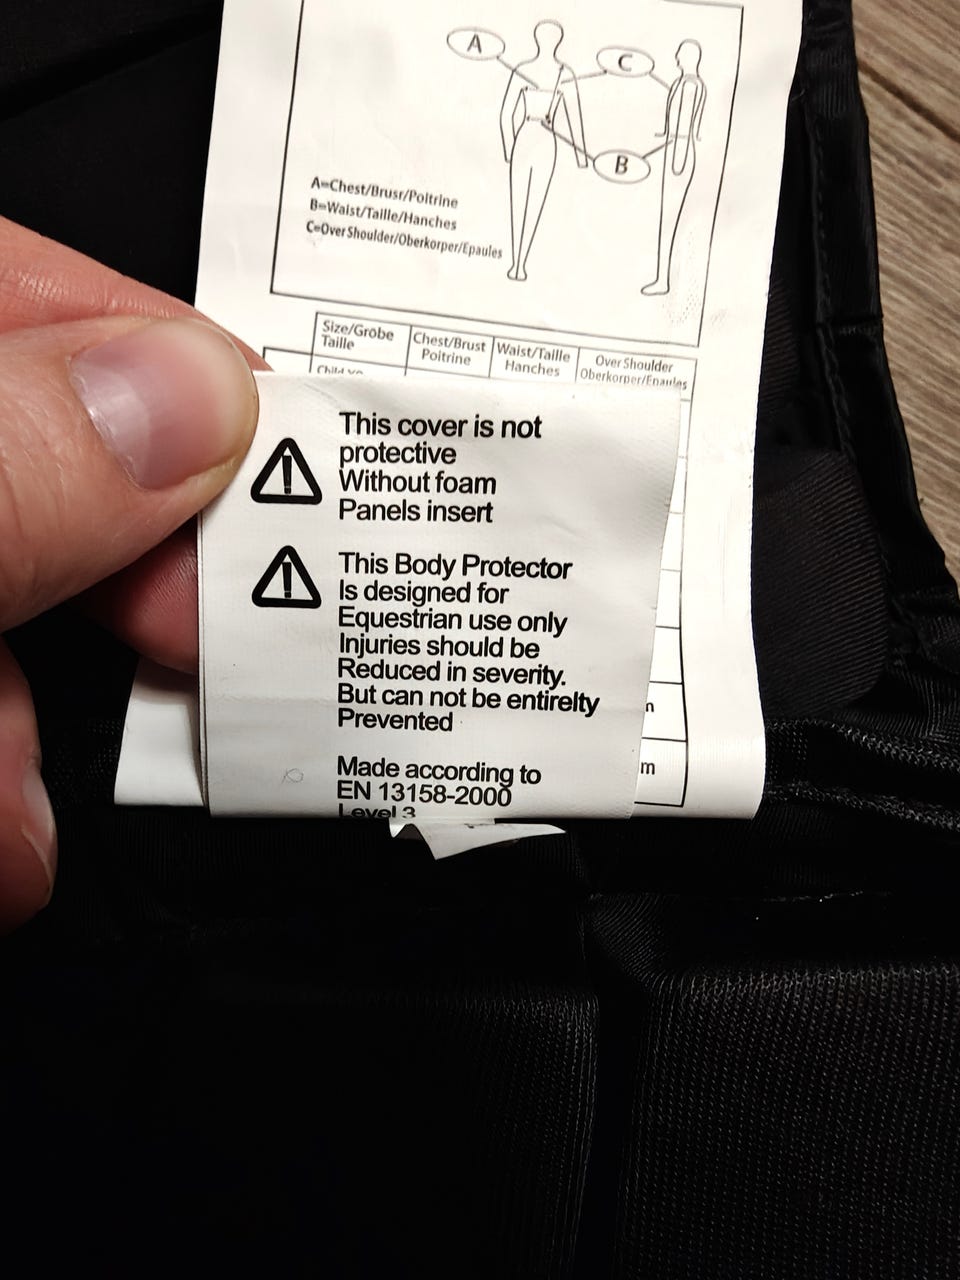 A
C
B
A=Chest/Brusr/Poitrine
B=Waist/Taille/Hanches
C=Over Shoulder/Oberkorper/Epaules
Size/Grobe
Taille
Chest/Brust
Poitrine
Waist/Taille
Hanches
Over Shoulder
Oberkorper/Epaules
Child
This cover is not
protective
Without foam
Panels insert
This Body Protector
Is designed for
Equestrian use only
Injuries should be
Reduced in severity.
But can not be entirelty
Prevented
n
m
Made according to
EN 13158-2000
Level 3